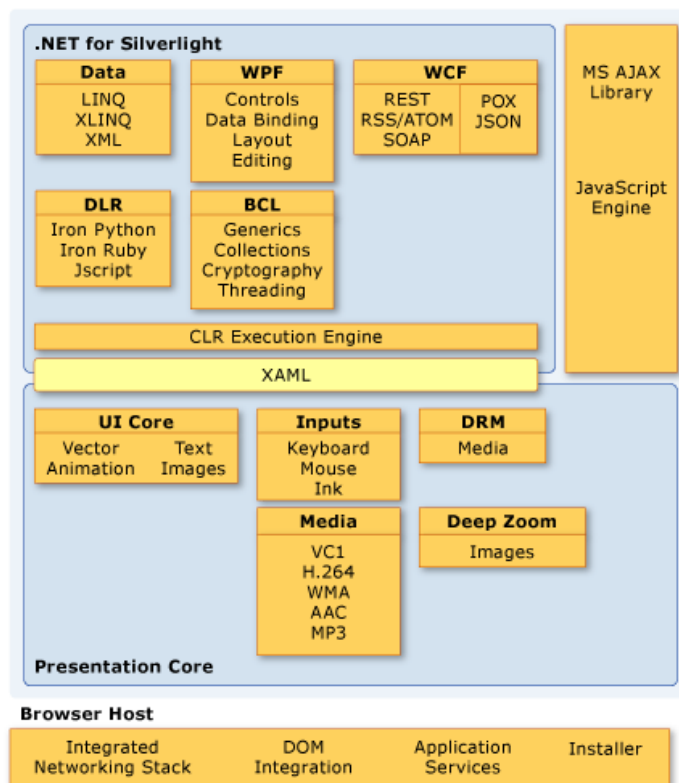 .NET for Silverlight
Data
LINQ
XLINQ
XML
WPF
Controls
Data Binding
Layout
Editing
WCF
REST
RSS/ATOM
SOAP
POX
JSON
MS AJAX
Library
JavaScript
Engine
DLR
Iron Python
Iron Ruby
Jscript
BCL
Generics
Collections
Cryptography
Threading
CLR Execution Engine
XAML
UI Core
Vector Text
Animation Images
Inputs
Keyboard
Mouse
Ink
DRM
Media
Media
VC1
H.264
WMA
AAC
MP3
Deep Zoom
Images
Presentation Core
Browser Host
Integrated
Networking Stack
DOM
Integration
Application
Services
Installer